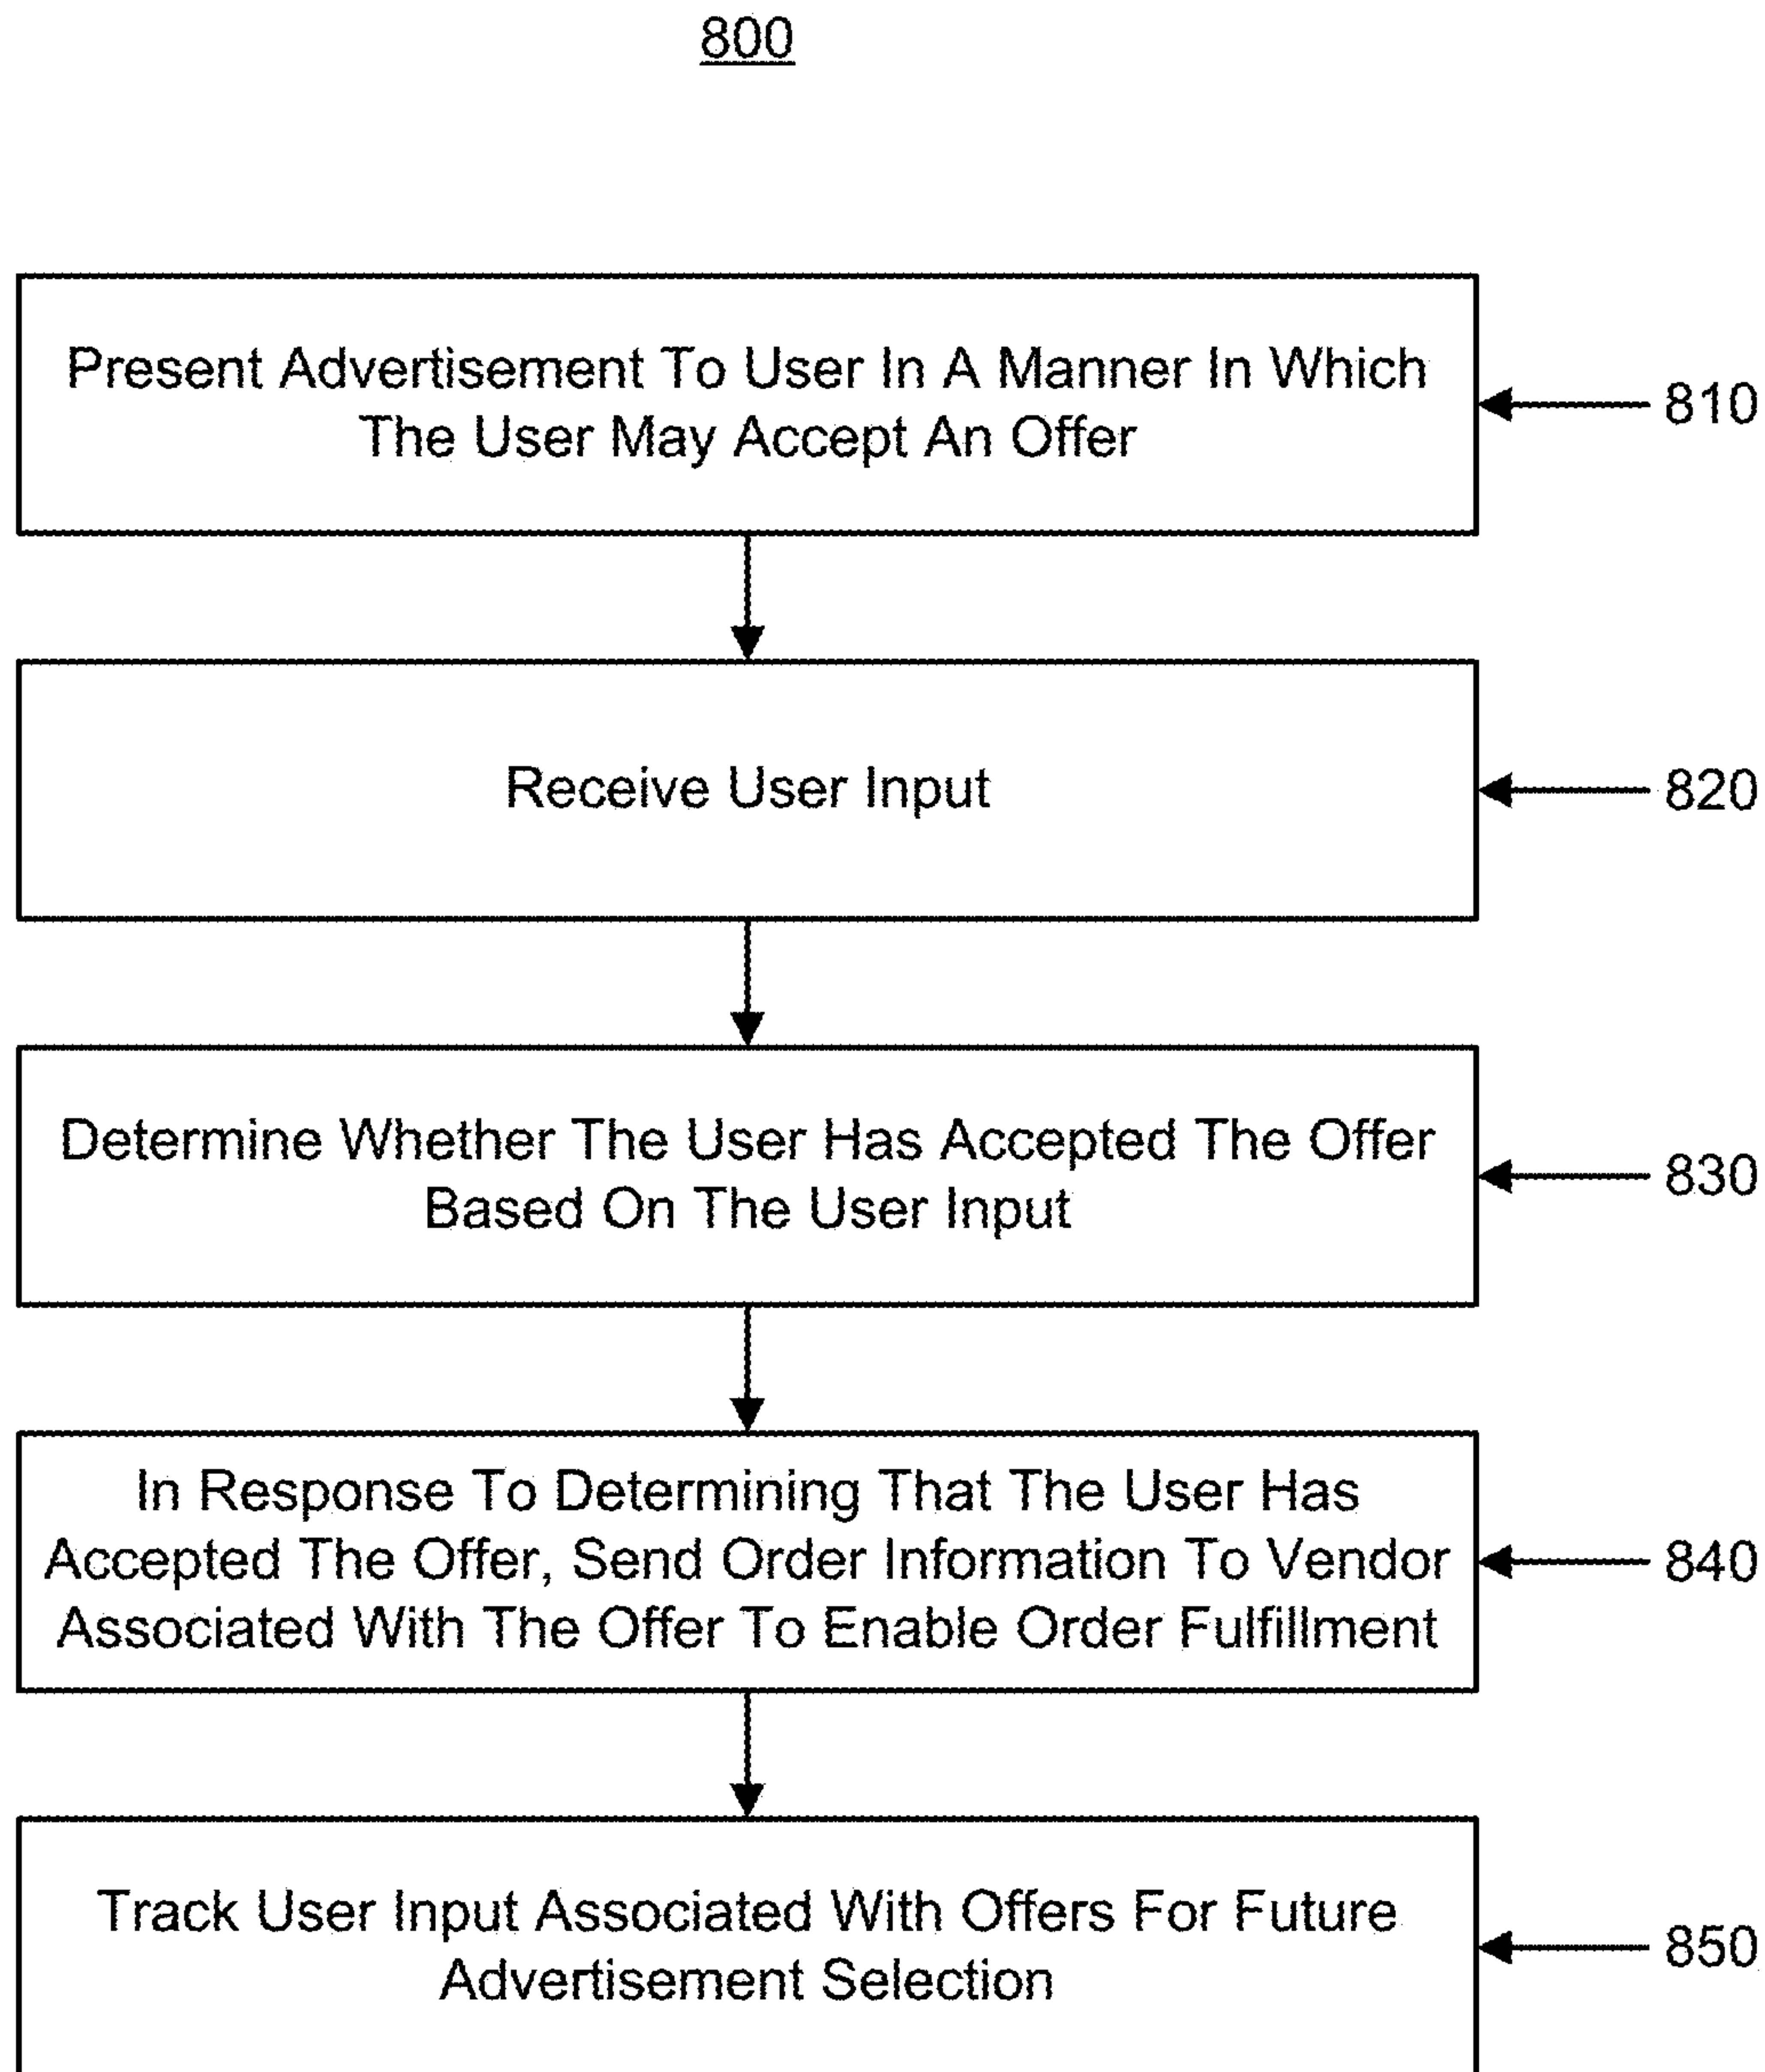 800
Present Advertisement To User In A Manner In Which
The User May Accept An Offer
810
Receive User Input
820
Determine Whether The User Has Accepted The Offer
Based On The User Input
830
In Response To Determining That The User Has
Accepted The Offer, Send Order Information To Vendor
Associated With The Offer To Enable Order Fulfillment
840
Track User Input Associated With Offers For Future
Advertisement Selection
850